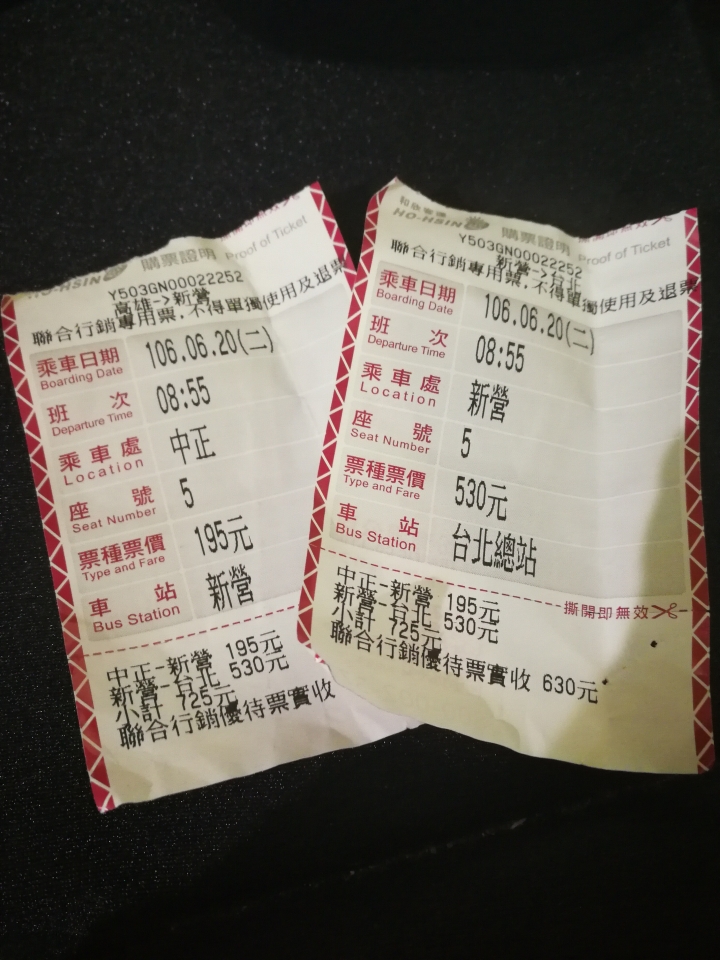 HO-HSIN 購票證明 Proof of Ticket
Y503GN00022252
高雄->新營
聯合行銷專用票,不得單獨使用及退票
乘車日期 106.06.20(二)
Boarding Date
班次 08:55
Departure Time
乘車處 中正
Location
座號 5
Seat Number
票種票價 195元
Type and Fare
車站 新營
Bus Station
中正-新營 195元
新營-台北 530元
小計 725元
聯合行銷優待票實收
和欣客運
HO-HSIN 購票證明 Proof of Ticket
Y503GN00022252
新營->台北
聯合行銷專用票,不得單獨使用及退票
乘車日期 106.06.20(二)
Boarding Date
班次 08:55
Departure Time
乘車處 新營
Location
座號 5
Seat Number
票種票價 530元
Type and Fare
車站 台北總站
Bus Station
撕開即無效
中正-新營 195元
新營-台北 530元
小計 725元
聯合行銷優待票實收 630元